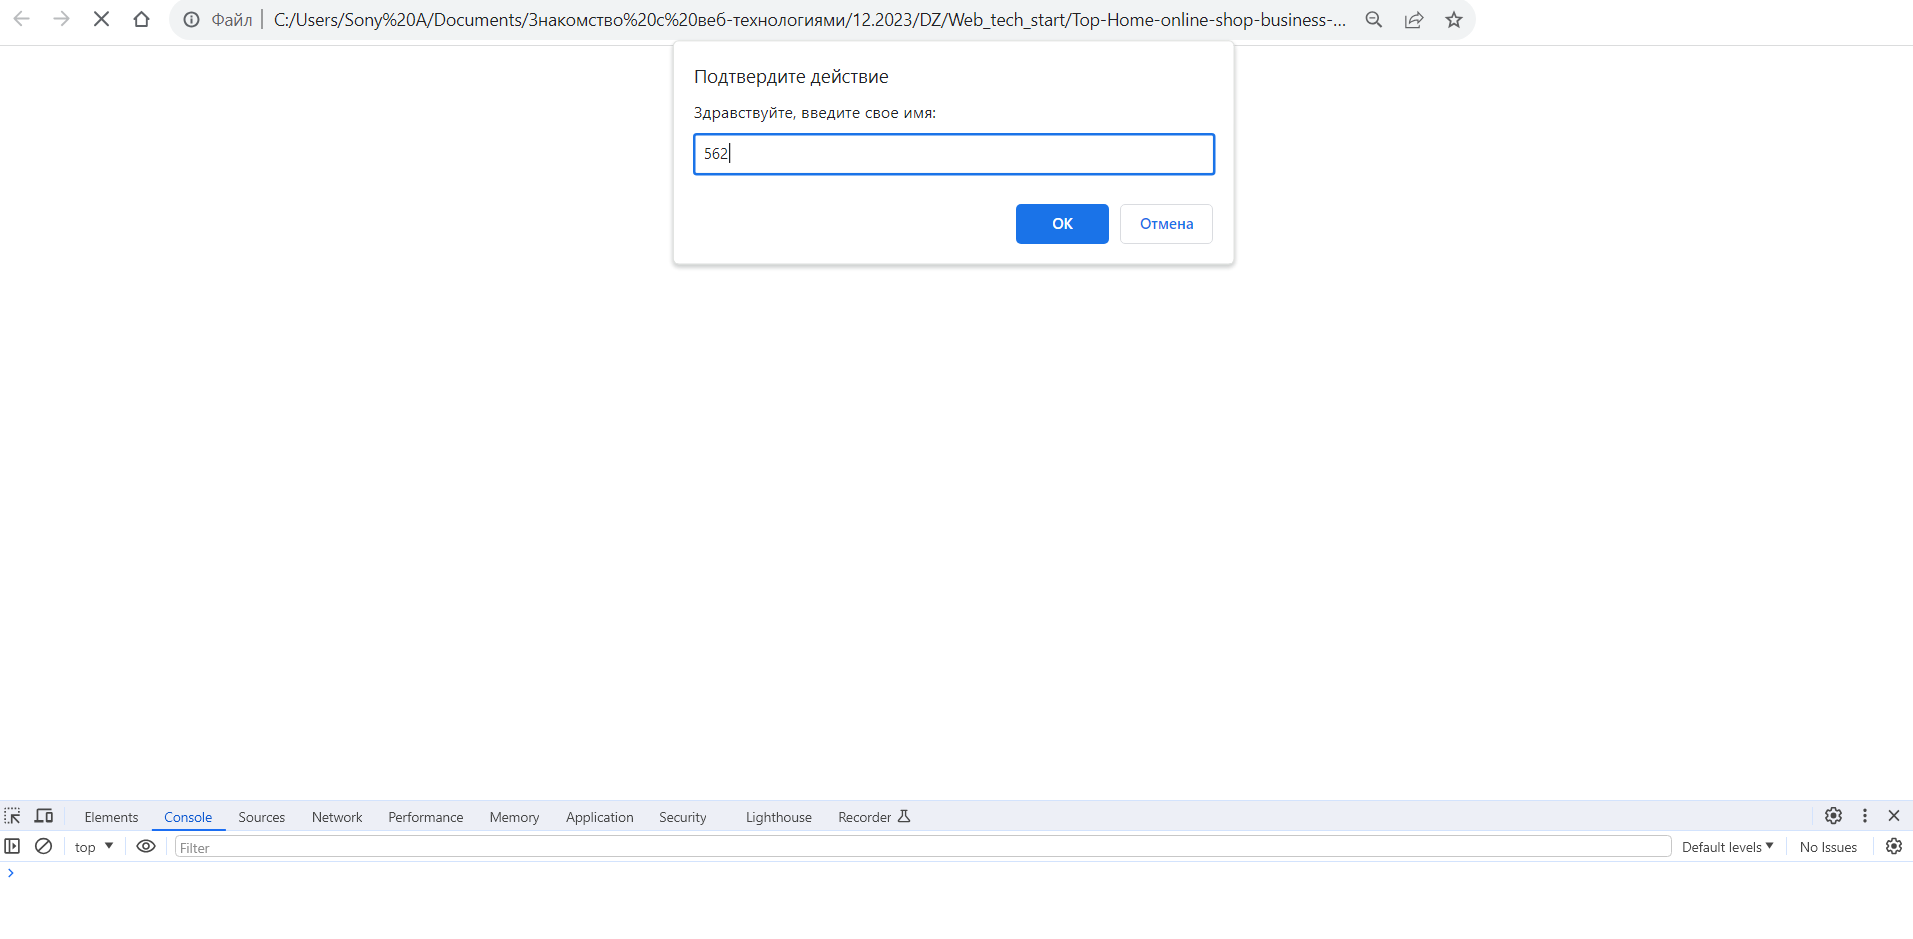 Файл C:/Users/Sony%20A/Documents/Знакомство%20с%20веб-технологиями/12.2023/DZ/Web_tech_start/Top-Home-online-shop-business-...
Подтвердите действие
Здравствуйте, введите свое имя:
562
ОК Отмена
Elements Console Sources Network Performance Memory Application Security Lighthouse Recorder
top Filter Default levels No Issues